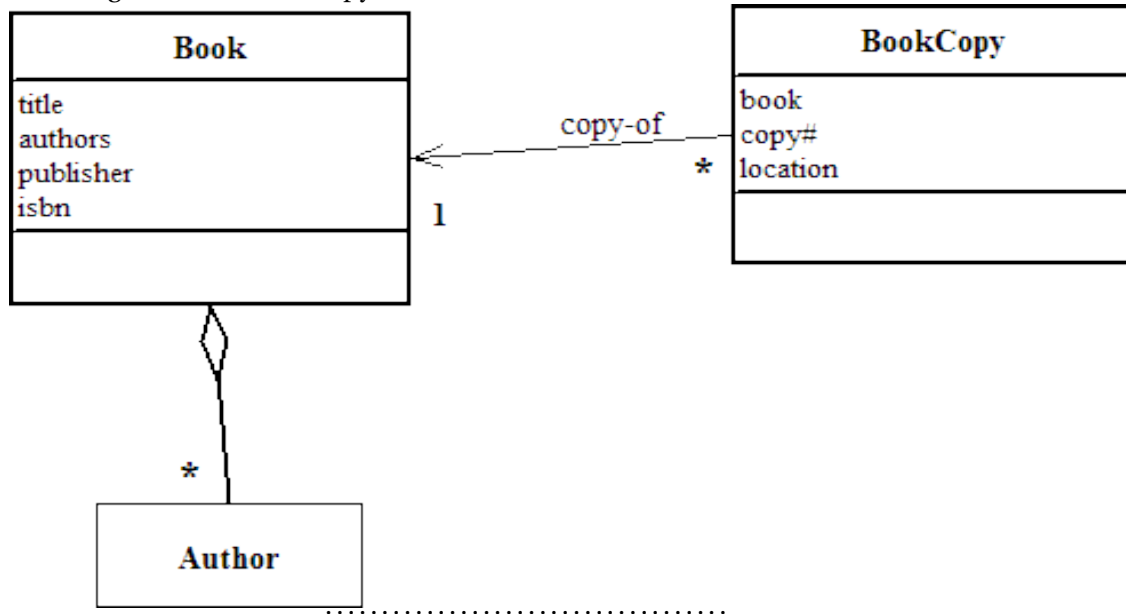 Book
title
authors
publisher
isbn
copy-of
*
1
BookCopy
book
copy#
location
*
Author
....................................